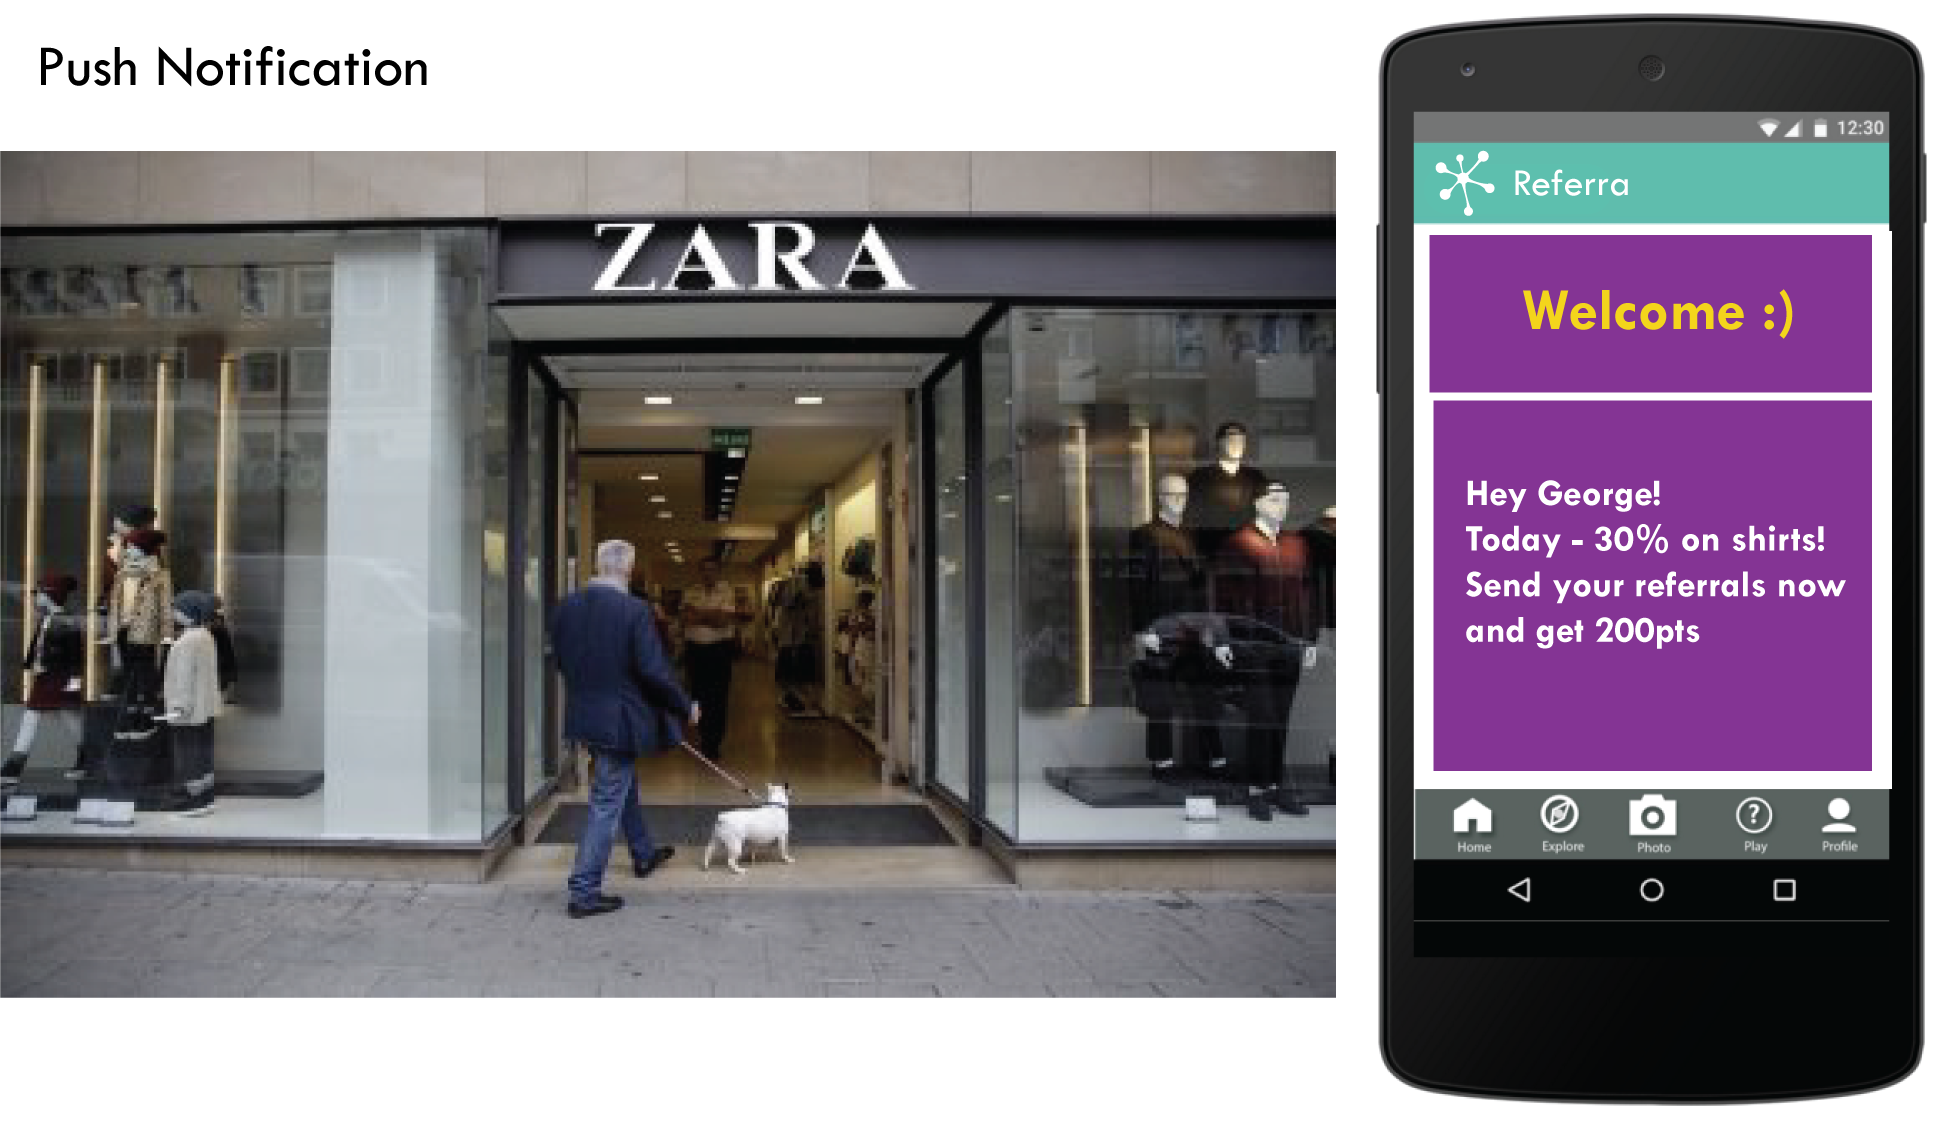 Push Notification
ZARA
12:30
Referra
Welcome :)
Hey George!
Today - 30% on shirts!
Send your referrals now
and get 200pts
Home Explore Photo Play Profile